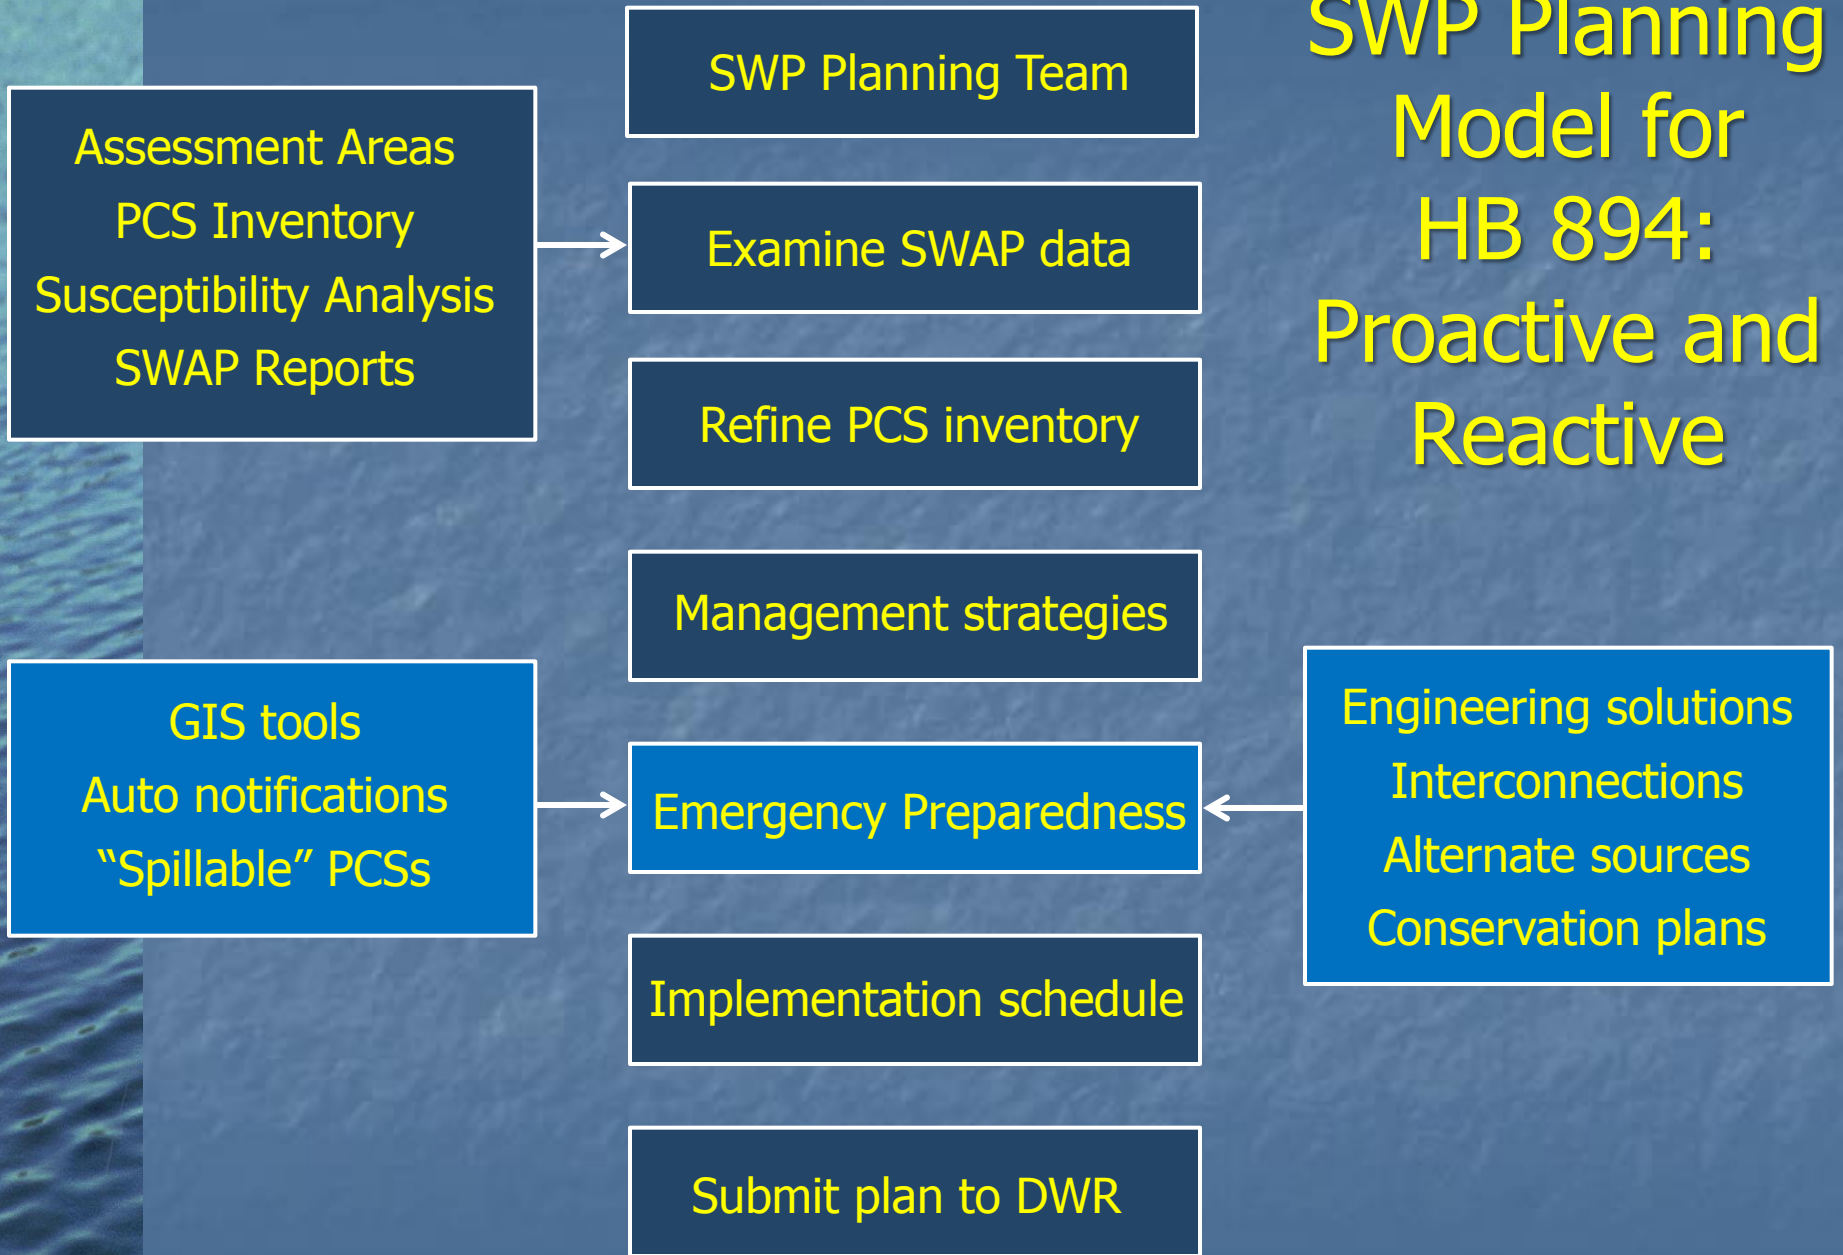 SWP Planning
Model for
HB 894:
Proactive and
Reactive
SWP Planning Team
Assessment Areas
PCS Inventory
Susceptibility Analysis
SWAP Reports
Examine SWAP data
Refine PCS inventory
Management strategies
GIS tools
Auto notifications
“Spillable” PCSs
Emergency Preparedness
Engineering solutions
Interconnections
Alternate sources
Conservation plans
Implementation schedule
Submit plan to DWR